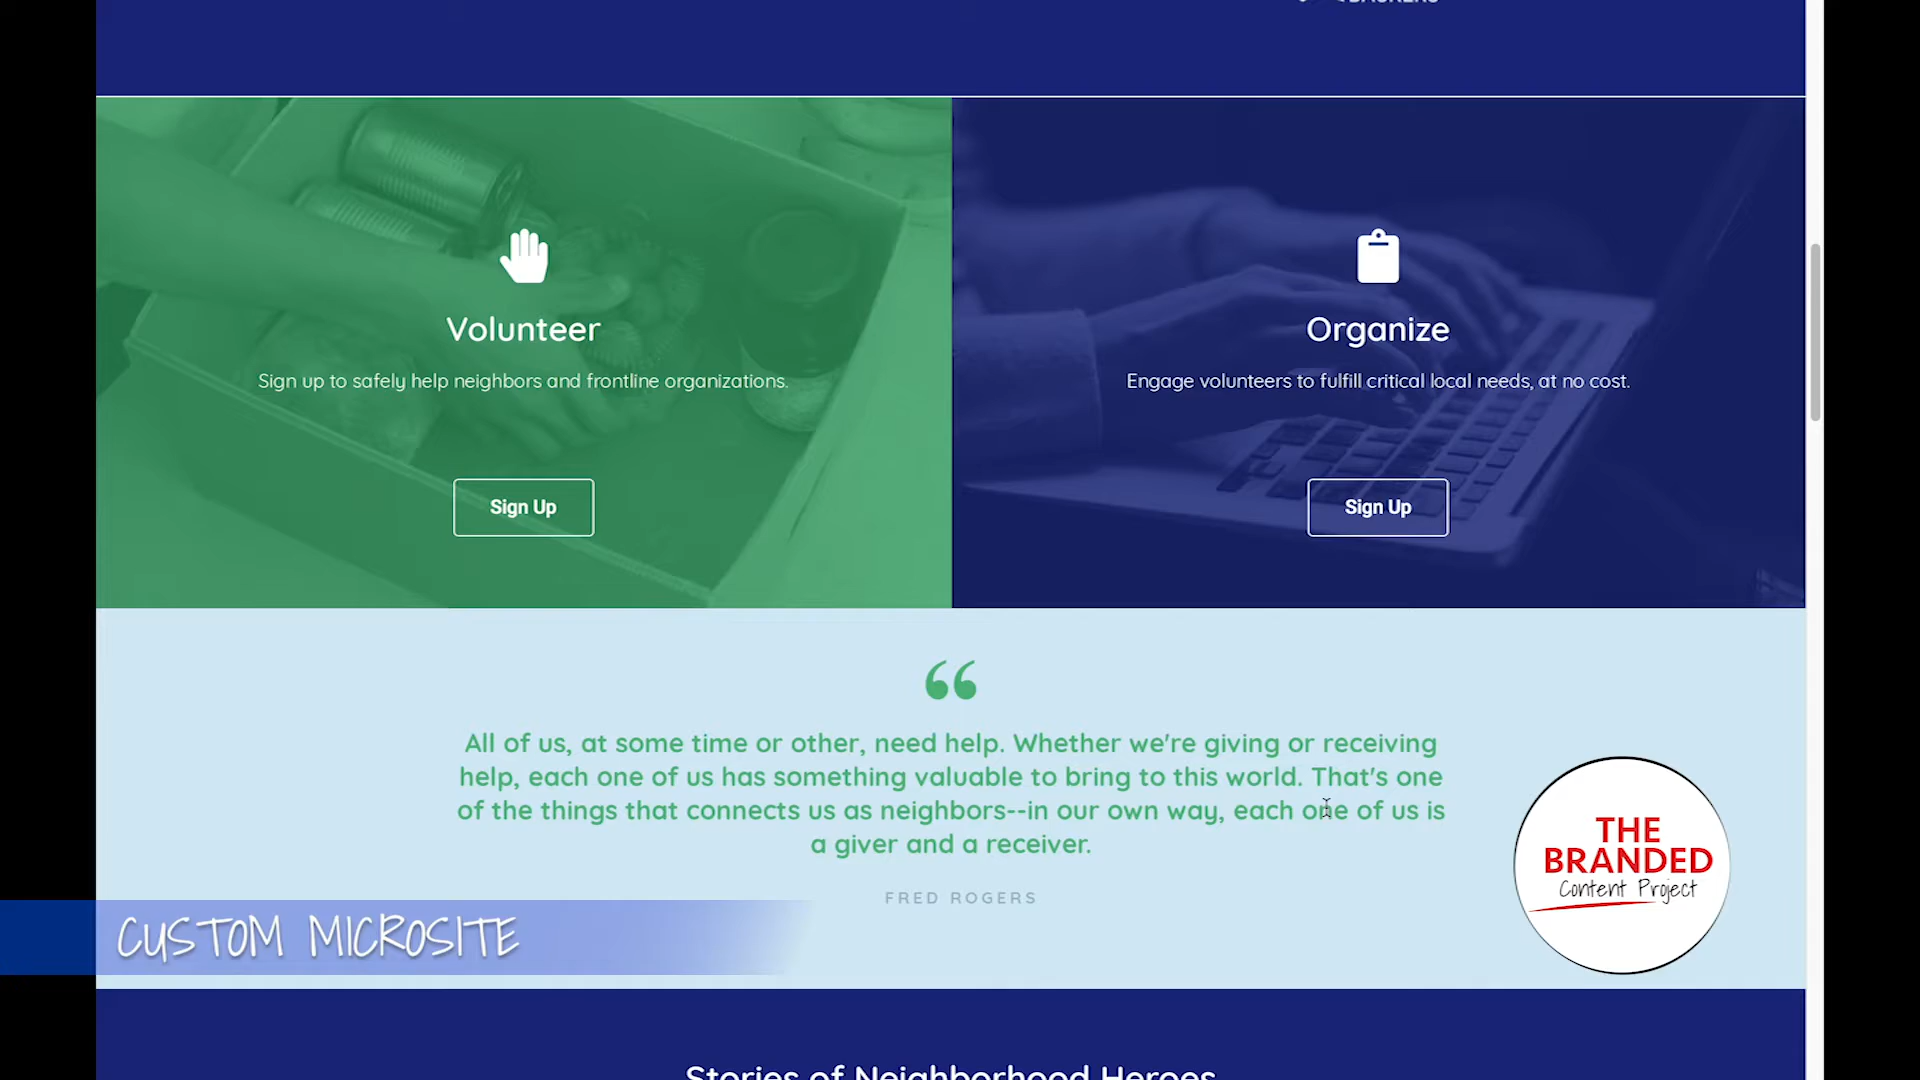 Volunteer
Sign up to safely help neighbors and frontline organizations.
Sign Up
Organize
Engage volunteers to fulfill critical local needs, at no cost.
Sign Up
“
All of us, at some time or other, need help. Whether we're giving or receiving
help, each one of us has something valuable to bring to this world. That's one
of the things that connects us as neighbors--in our own way, each one of us is
a giver and a receiver.
FRED ROGERS
THE
BRANDED
Content Project
CUSTOM MICROSITE
Stories of Neighborhood Heroes